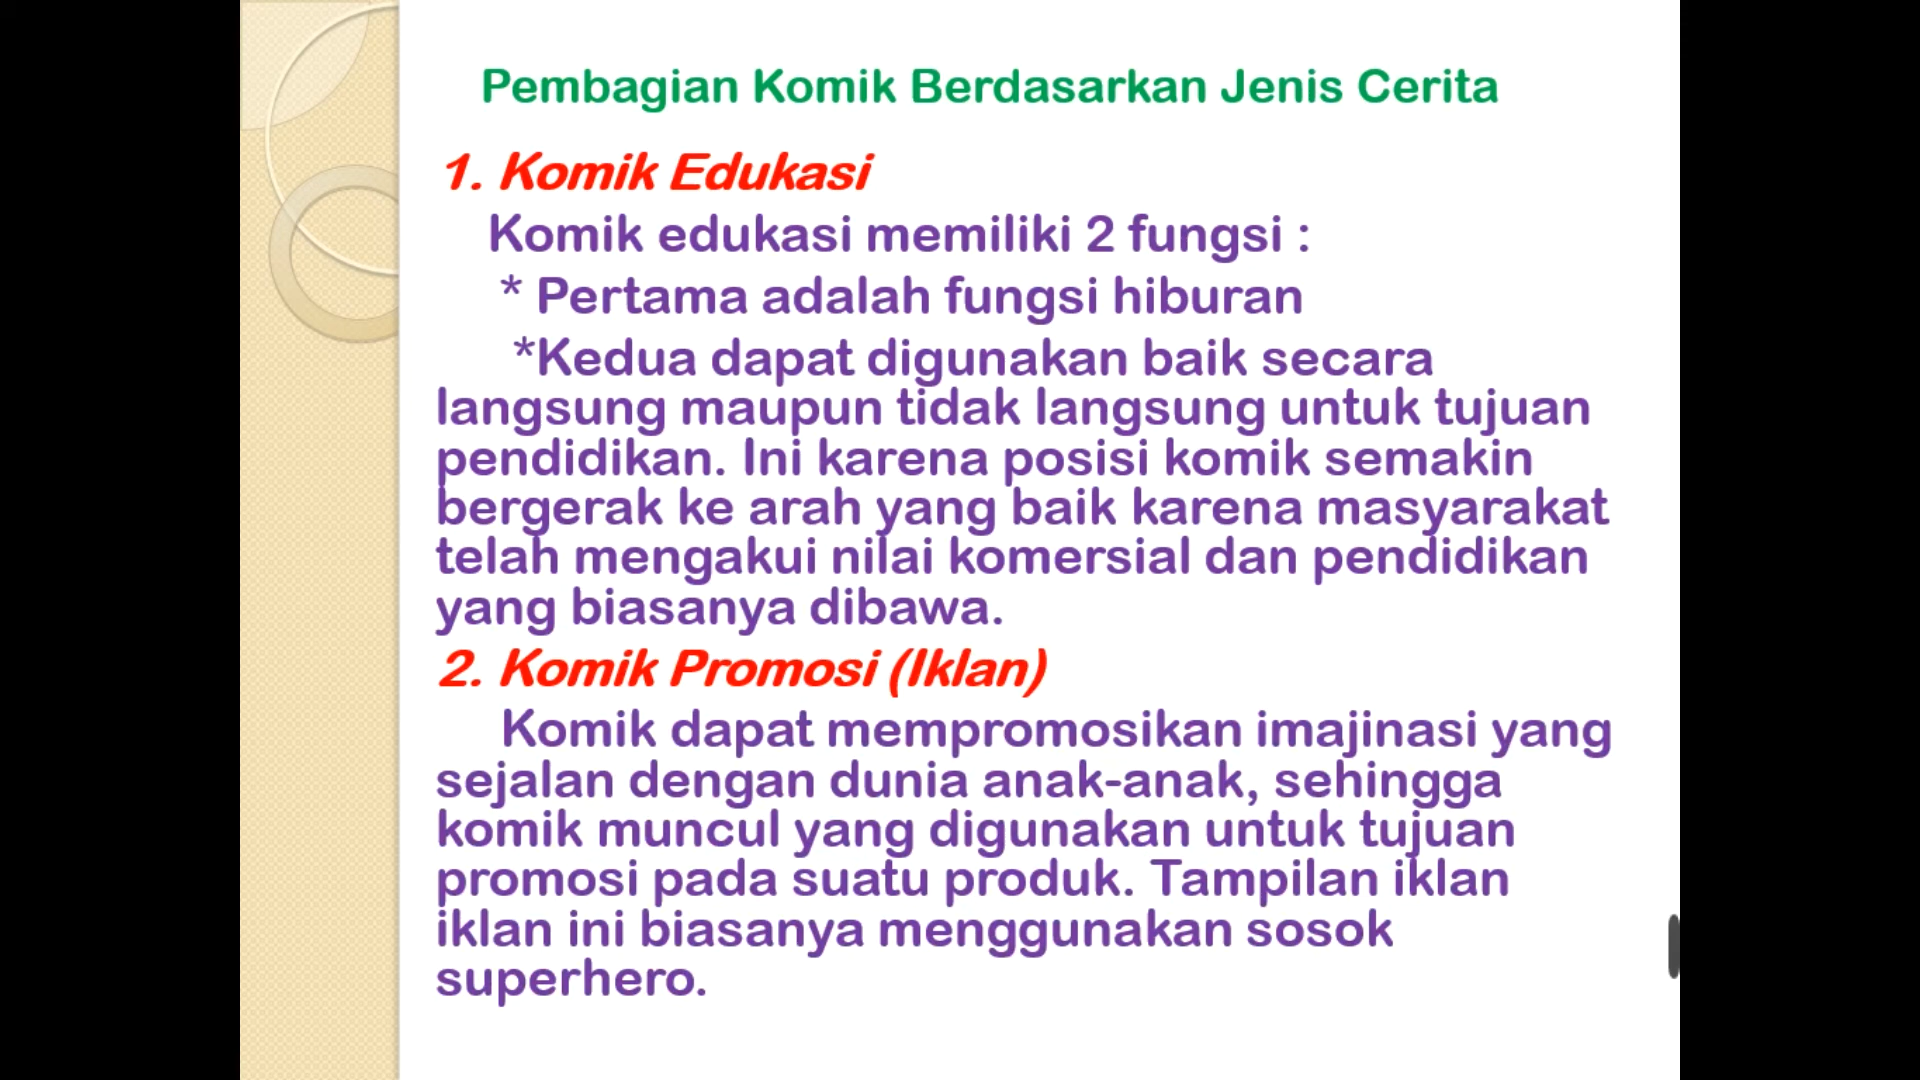 Pembagian Komik Berdasarkan Jenis Cerita
1. Komik Edukasi
Komik edukasi memiliki 2 fungsi :
* Pertama adalah fungsi hiburan
*Kedua dapat digunakan baik secara
langsung maupun tidak langsung untuk tujuan
pendidikan. Ini karena posisi komik semakin
bergerak ke arah yang baik karena masyarakat
telah mengakui nilai komersial dan pendidikan
yang biasanya dibawa.
2. Komik Promosi (Iklan)
Komik dapat mempromosikan imajinasi yang
sejalan dengan dunia anak-anak, sehingga
komik muncul yang digunakan untuk tujuan
promosi pada suatu produk. Tampilan iklan
iklan ini biasanya menggunakan sosok
superhero.